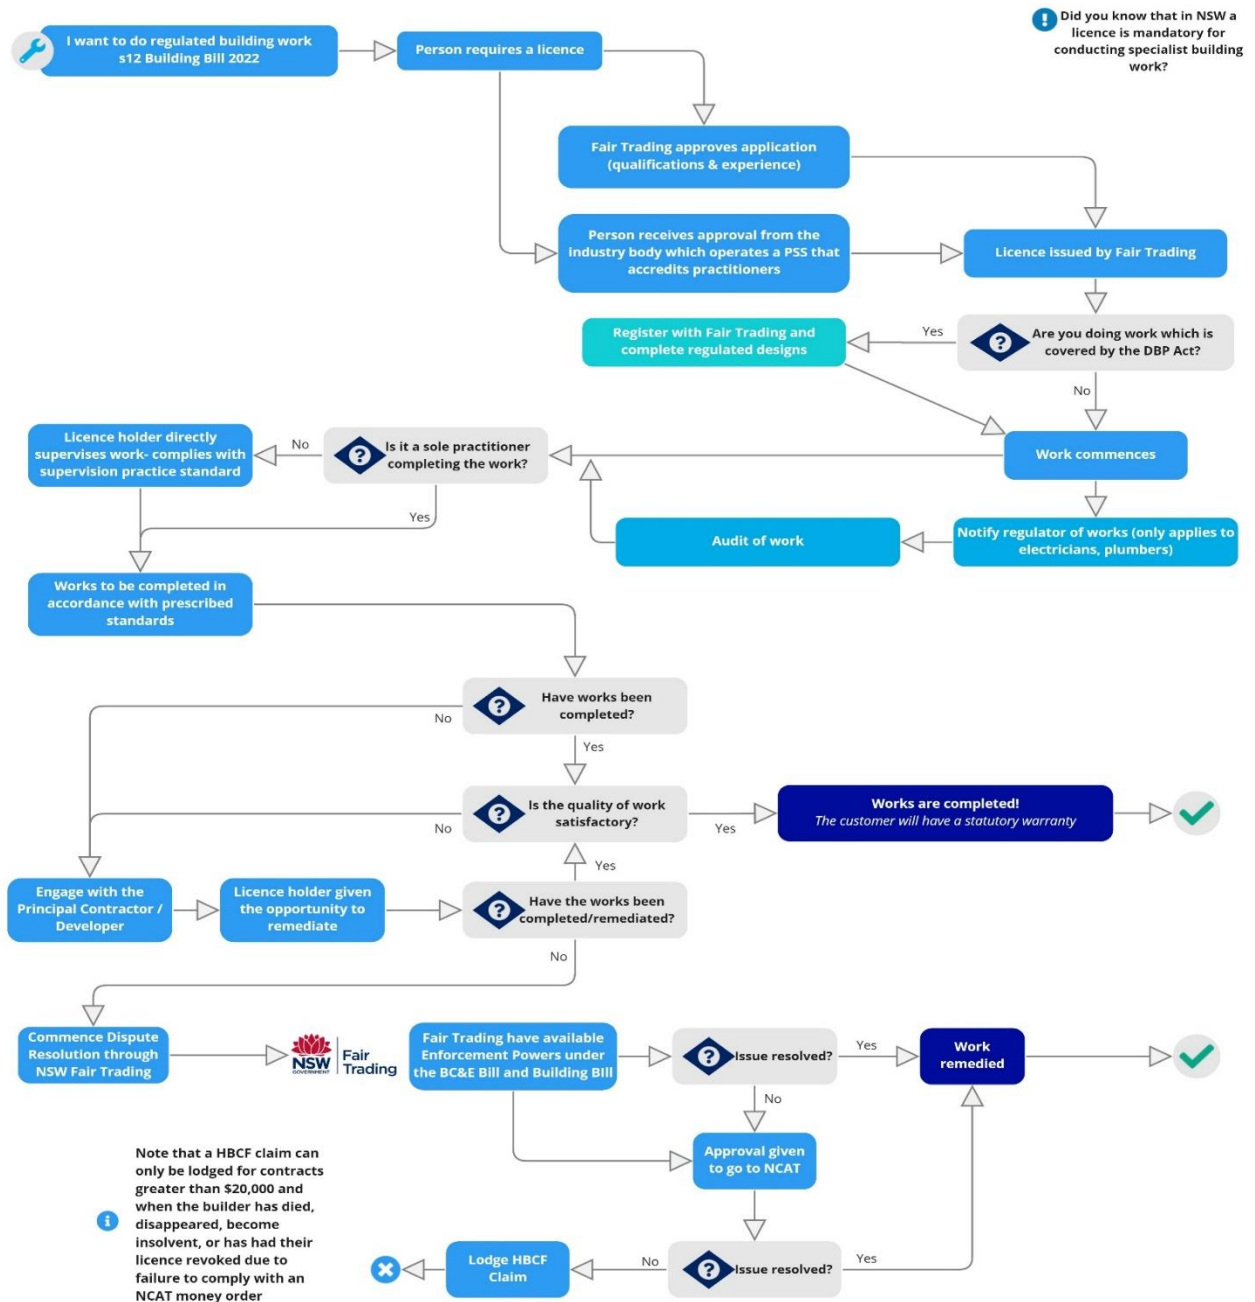 I want to do regulated building work
s12 Building Bill 2022
Person requires a licence
Did you know that in NSW a
licence is mandatory for
conducting specialist building
work?
Fair Trading approves application
(qualifications & experience)
Person receives approval from the
industry body which operates a PSS that
accredits practitioners
Licence issued by Fair Trading
Register with Fair Trading and
complete regulated designs
Yes
Are you doing work which is
covered by the DBP Act?
No
Licence holder directly
supervises work- complies with
supervision practice standard
No
Is it a sole practitioner
completing the work?
Work commences
Yes
Audit of work
Notify regulator of works (only applies to
electricians, plumbers)
Works to be completed in
accordance with prescribed
standards
Have works been
completed?
No
Yes
Is the quality of work
satisfactory?
No
Yes
Works are completed!
The customer will have a statutory warranty
Yes
Engage with the
Principal Contractor /
Developer
Licence holder given
the opportunity to
remediate
Have the works been
completed/remediated?
No
Commence Dispute
Resolution through
NSW Fair Trading
NSW
GOVERNMENT
Fair
Trading
Fair Trading have available
Enforcement Powers under
the BC&E Bill and Building BIll
Issue resolved?
Yes
Work
remedied
No
Approval given
to go to NCAT
Note that a HBCF claim can
only be lodged for contracts
greater than $20,000 and
when the builder has died,
disappeared, become
insolvent, or has had their
licence revoked due to
failure to comply with an
NCAT money order
Lodge HBCF
Claim
No
Issue resolved?
Yes